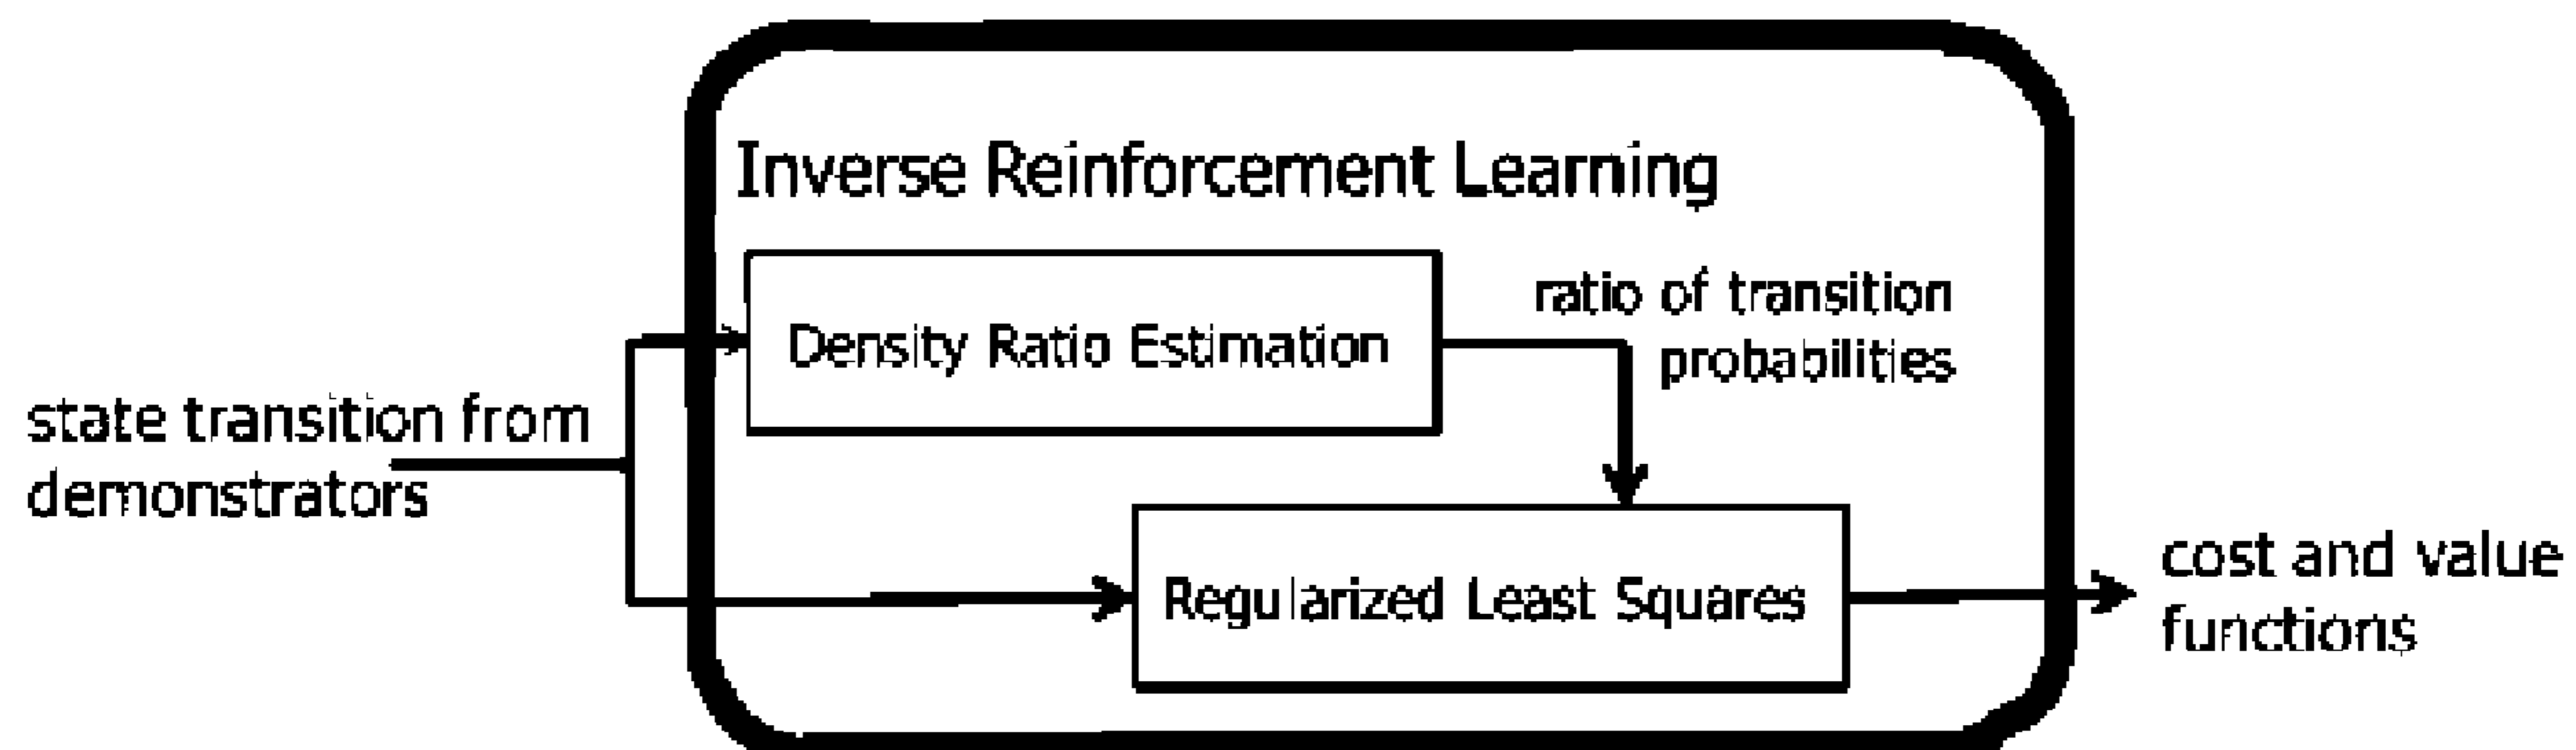 Inverse Reinforcement Learning
Density Ratio Estimation
ratio of transition
probabilities
state transition from
demonstrators
Regularized Least Squares
cost and value
functions